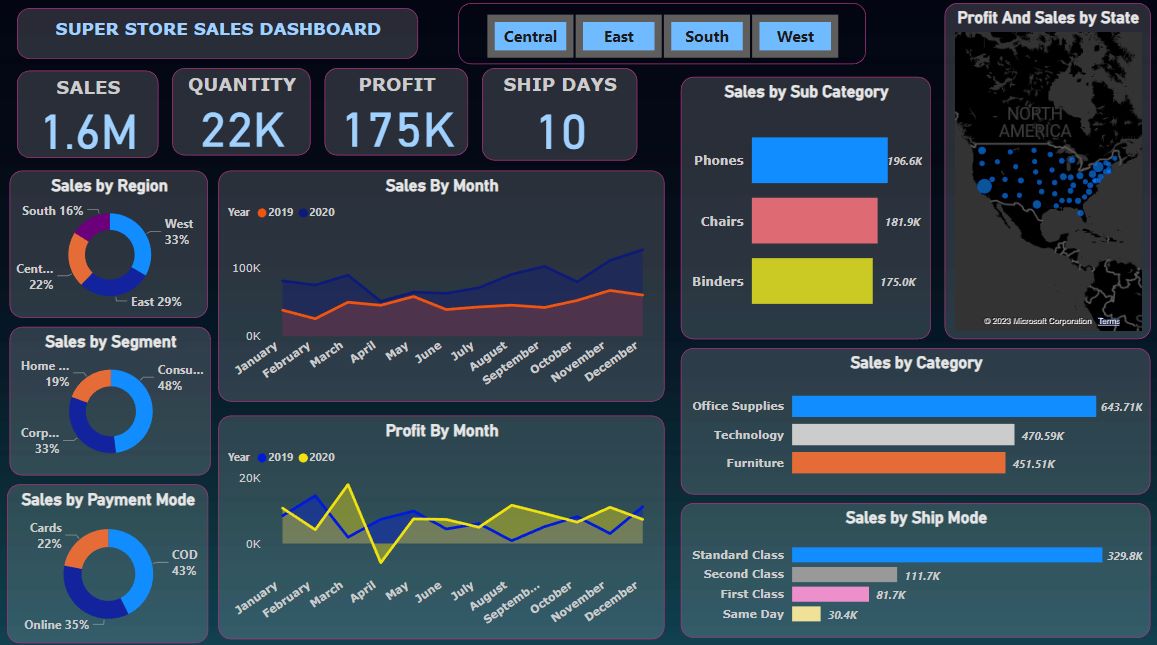 SUPER STORE SALES DASHBOARD
Central East South West
Profit And Sales by State
NORTH
AMERICA
© 2023 Microsoft Corporation Terms
SALES
1.6M
QUANTITY
22K
PROFIT
175K
SHIP DAYS
10
Sales by Region
South 16%
West
33%
Cent...
22%
East 29%
Sales By Month
Year 2019 2020
100K
0K
January
February
March
April
May
June
July
August
September
October
November
December
Sales by Sub Category
Phones 196.6K
Chairs 181.9K
Binders 175.0K
Sales by Segment
Home ...
19%
Consu...
48%
Corp...
33%
Profit By Month
Year 2019 2020
20K
0K
January
February
March
April
May
June
July
August
Septemb...
October
November
December
Sales by Category
Office Supplies 643.71K
Technology 470.59K
Furniture 451.51K
Sales by Payment Mode
Cards
22%
COD
43%
Online 35%
Sales by Ship Mode
Standard Class 329.8K
Second Class 111.7K
First Class 81.7K
Same Day 30.4K